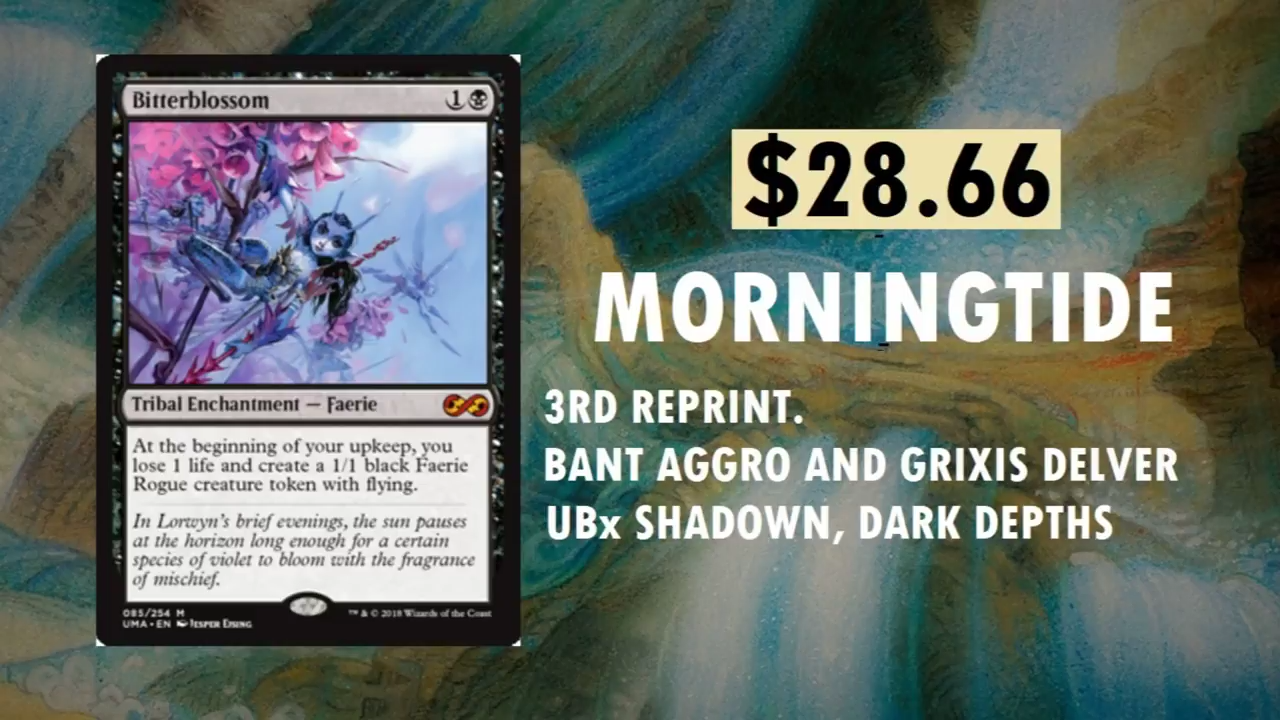 Bitterblossom 1
$28.66
MORNINGTIDE
Tribal Enchantment — Faerie
3RD REPRINT.
BANT AGGRO AND GRIXIS DELVER
UBx SHADOWN, DARK DEPTHS
At the beginning of your upkeep, you
lose 1 life and create a 1/1 black Faerie
Rogue creature token with flying.
In Lorwyn's brief evenings, the sun pauses
at the horizon long enough for a certain
species of violet to bloom with the fragrance
of mischief.
085/254 M
UMA • EN Jesper Ejsing
™ & © 2018 Wizards of the Coast